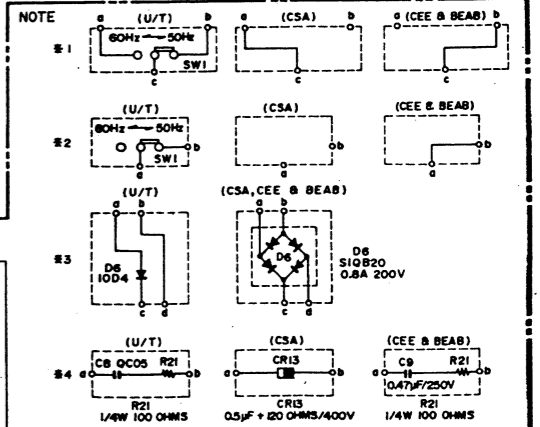 NOTE
(U/T) (CSA) (CEE & BEAB)
※1 a b a b a b
60Hz 50Hz
SW1
c c c
(U/T) (CSA) (CEE & BEAB)
※2 60Hz 50Hz
b b b
SW1
a a a
(U/T) (CSA, CEE & BEAB)
a b a b
※3 D6
10D4
D6
D6
S1QB20
0.8A 200V
c d c d
(U/T) (CSA) (CEE & BEAB)
※4 a C8 QC05 R21 b a CR13 b a C9 R21 b
0.47µF/250V
R21 CR13 R21
1/4W 100 OHMS 0.5µF + 120 OHMS/400V 1/4W 100 OHMS